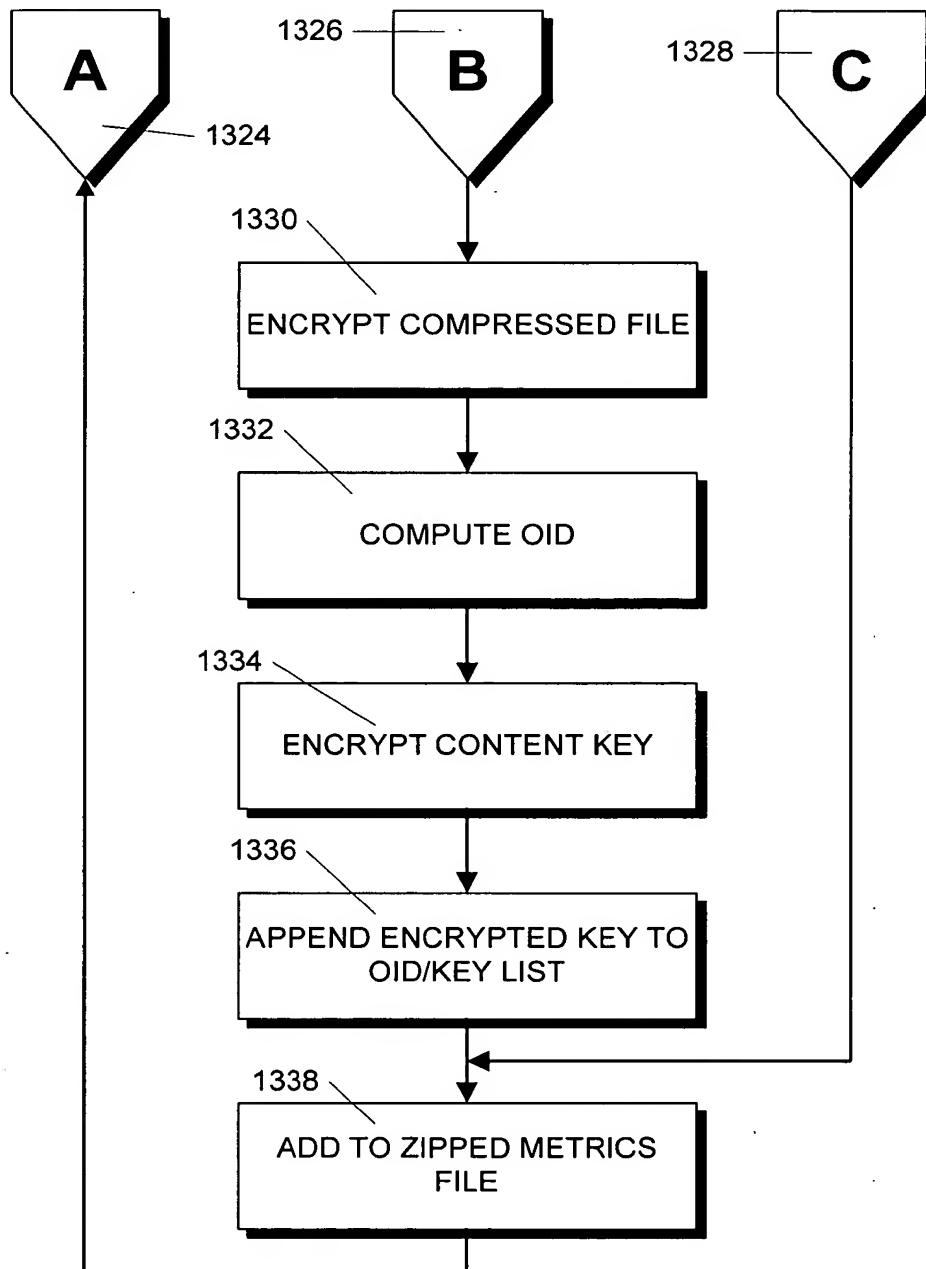 A
1324
1326
B
1328
C
1330
ENCRYPT COMPRESSED FILE
1332
COMPUTE OID
1334
ENCRYPT CONTENT KEY
1336
APPEND ENCRYPTED KEY TO
OID/KEY LIST
1338
ADD TO ZIPPED METRICS
FILE